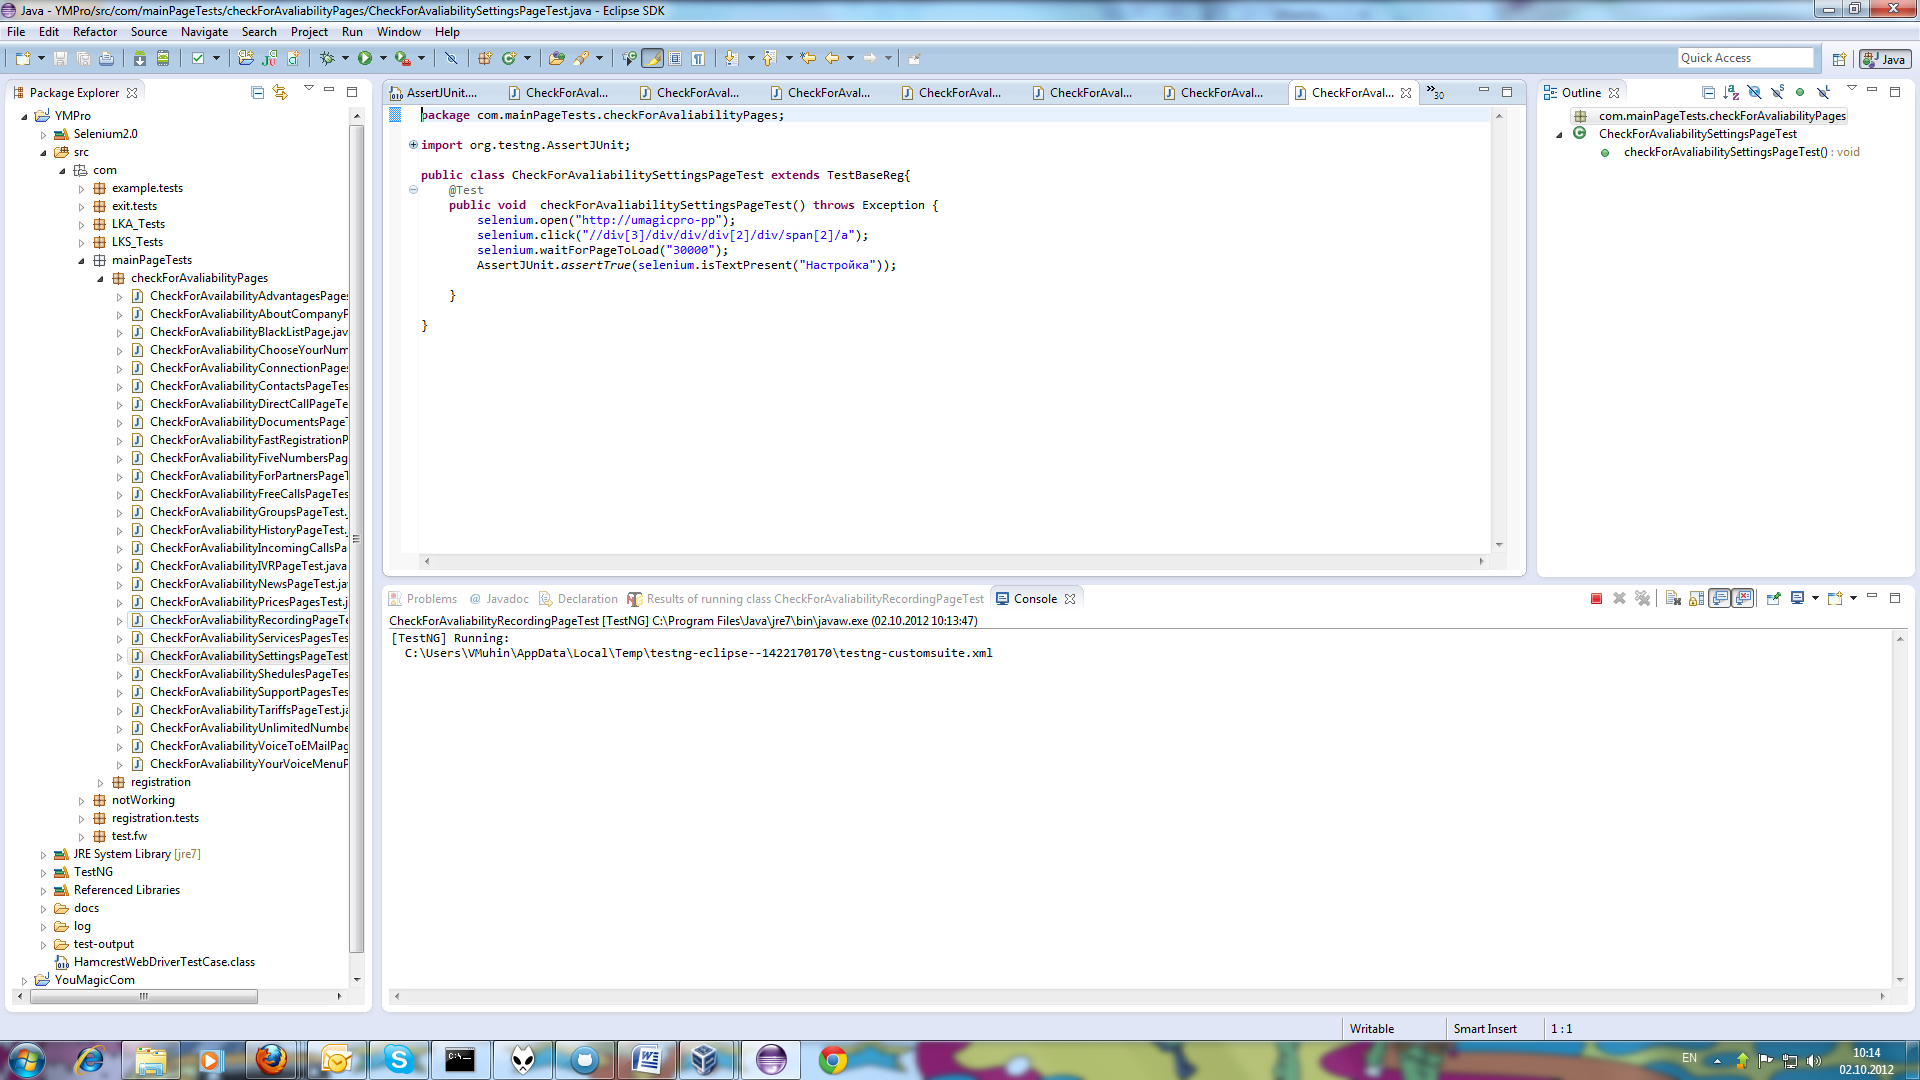 Java - YMPro/src/com/mainPageTests/checkForAvaliabilityPages/CheckForAvaliabilitySettingsPageTest.java - Eclipse SDK
File Edit Refactor Source Navigate Search Project Run Window Help
Quick Access
Java
Package Explorer
YMPro
Selenium2.0
src
com
example.tests
exit.tests
LKA_Tests
LKS_Tests
mainPageTests
checkForAvaliabilityPages
CheckForAvailabilityAdvantagesPages
CheckForAvaliabilityAboutCompanyP
CheckForAvaliabilityBlackListPage.jav
CheckForAvaliabilityChooseYourNum
CheckForAvaliabilityConnectionPages
CheckForAvaliabilityContactsPageTes
CheckForAvaliabilityDirectCallPageTe
CheckForAvaliabilityDocumentsPageT
CheckForAvaliabilityFastRegistrationP
CheckForAvaliabilityFiveNumbersPag
CheckForAvaliabilityForPartnersPageT
CheckForAvaliabilityFreeCallsPageTes
CheckForAvaliabilityGroupsPageTest.
CheckForAvaliabilityHistoryPageTest.
CheckForAvaliabilityIncomingCallsPa
CheckForAvaliabilityIVRPageTest.java
CheckForAvaliabilityNewsPageTest.ja
CheckForAvaliabilityPricesPagesTest.j
CheckForAvaliabilityRecordingPageTe
CheckForAvaliabilityServicesPagesTes
CheckForAvaliabilitySettingsPageTest
CheckForAvaliabilityShedulesPageTes
CheckForAvaliabilitySupportPagesTes
CheckForAvaliabilityTariffsPageTest.ja
CheckForAvaliabilityUnlimitedNumbe
CheckForAvaliabilityVoiceToEMailPag
CheckForAvaliabilityYourVoiceMenuP
registration
notWorking
registration.tests
test.fw
JRE System Library [jre7]
TestNG
Referenced Libraries
docs
log
test-output
HamcrestWebDriverTestCase.class
YouMagicCom
AssertJUnit.... CheckForAval... CheckForAval... CheckForAval... CheckForAval... CheckForAval... CheckForAval... CheckForAval... »30
package com.mainPageTests.checkForAvaliabilityPages;
import org.testng.AssertJUnit;
public class CheckForAvaliabilitySettingsPageTest extends TestBaseReg{
@Test
public void checkForAvaliabilitySettingsPageTest() throws Exception {
selenium.open("http://umagicpro-pp");
selenium.click("//div[3]/div/div/div[2]/div/span[2]/a");
selenium.waitForPageToLoad("30000");
AssertJUnit.assertTrue(selenium.isTextPresent("Настройка"));
}
}
Outline
com.mainPageTests.checkForAvaliabilityPages
CheckForAvaliabilitySettingsPageTest
checkForAvaliabilitySettingsPageTest() : void
Problems Javadoc Declaration Results of running class CheckForAvaliabilityRecordingPageTest Console
CheckForAvaliabilityRecordingPageTest [TestNG] C:\Program Files\Java\jre7\bin\javaw.exe (02.10.2012 10:13:47)
[TestNG] Running:
C:\Users\VMuhin\AppData\Local\Temp\testng-eclipse--1422170170\testng-customsuite.xml
Writable Smart Insert 1 : 1
EN 10:14
02.10.2012